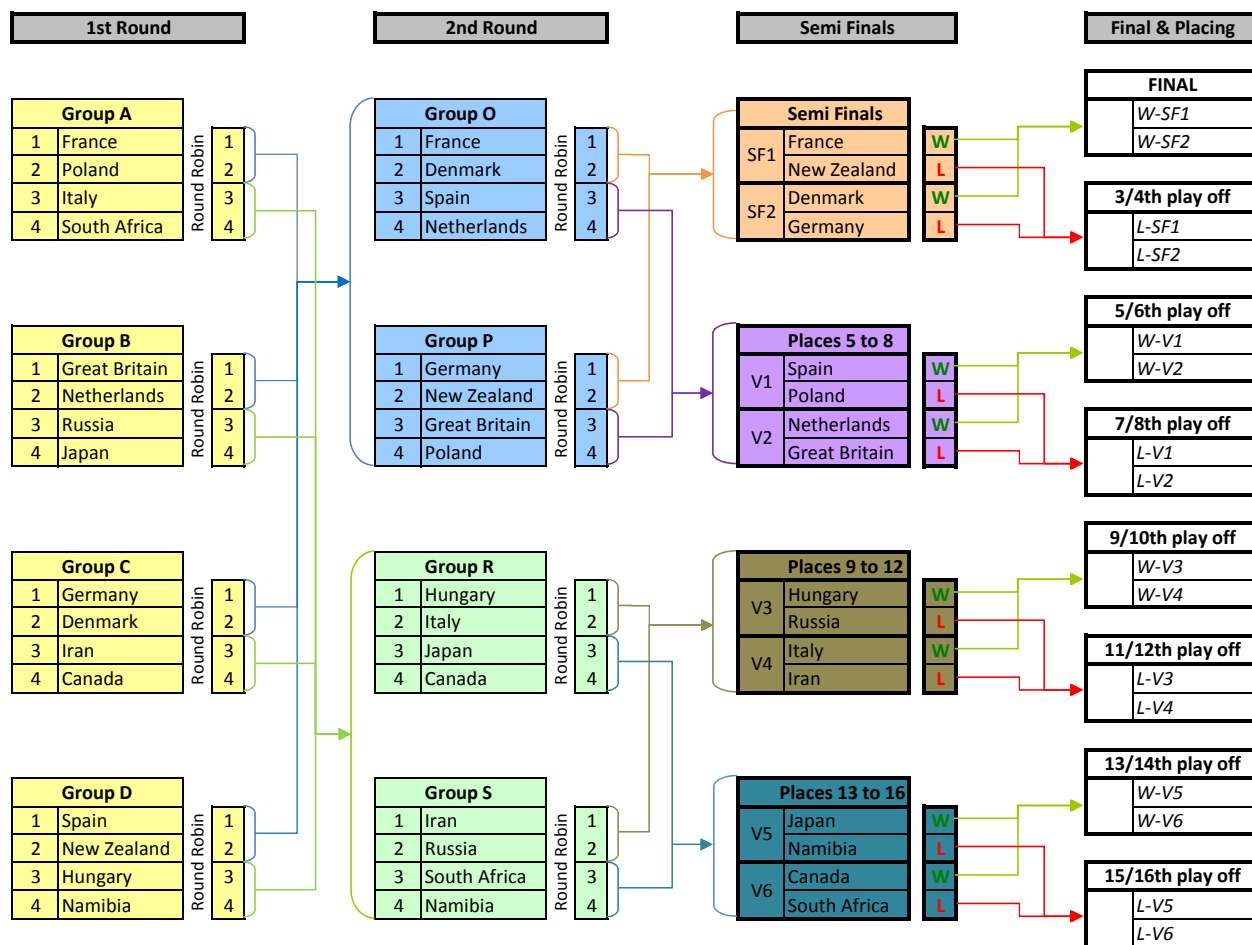 1st Round
2nd Round
Semi Finals
Final & Placing
Group A
1 France
2 Poland
3 Italy
4 South Africa
Round Robin
1
2
3
4
Group B
1 Great Britain
2 Netherlands
3 Russia
4 Japan
Round Robin
1
2
3
4
Group C
1 Germany
2 Denmark
3 Iran
4 Canada
Round Robin
1
2
3
4
Group D
1 Spain
2 New Zealand
3 Hungary
4 Namibia
Round Robin
1
2
3
4
Group O
1 France
2 Denmark
3 Spain
4 Netherlands
Round Robin
1
2
3
4
Group P
1 Germany
2 New Zealand
3 Great Britain
4 Poland
Round Robin
1
2
3
4
Group R
1 Hungary
2 Italy
3 Japan
4 Canada
Round Robin
1
2
3
4
Group S
1 Iran
2 Russia
3 South Africa
4 Namibia
Round Robin
1
2
3
4
Semi Finals
SF1
France W
New Zealand L
SF2
Denmark W
Germany L
Places 5 to 8
V1
Spain W
Poland L
V2
Netherlands W
Great Britain L
Places 9 to 12
V3
Hungary W
Russia L
V4
Italy W
Iran L
Places 13 to 16
V5
Japan W
Namibia L
V6
Canada W
South Africa L
FINAL
W-SF1
W-SF2
3/4th play off
L-SF1
L-SF2
5/6th play off
W-V1
W-V2
7/8th play off
L-V1
L-V2
9/10th play off
W-V3
W-V4
11/12th play off
L-V3
L-V4
13/14th play off
W-V5
W-V6
15/16th play off
L-V5
L-V6